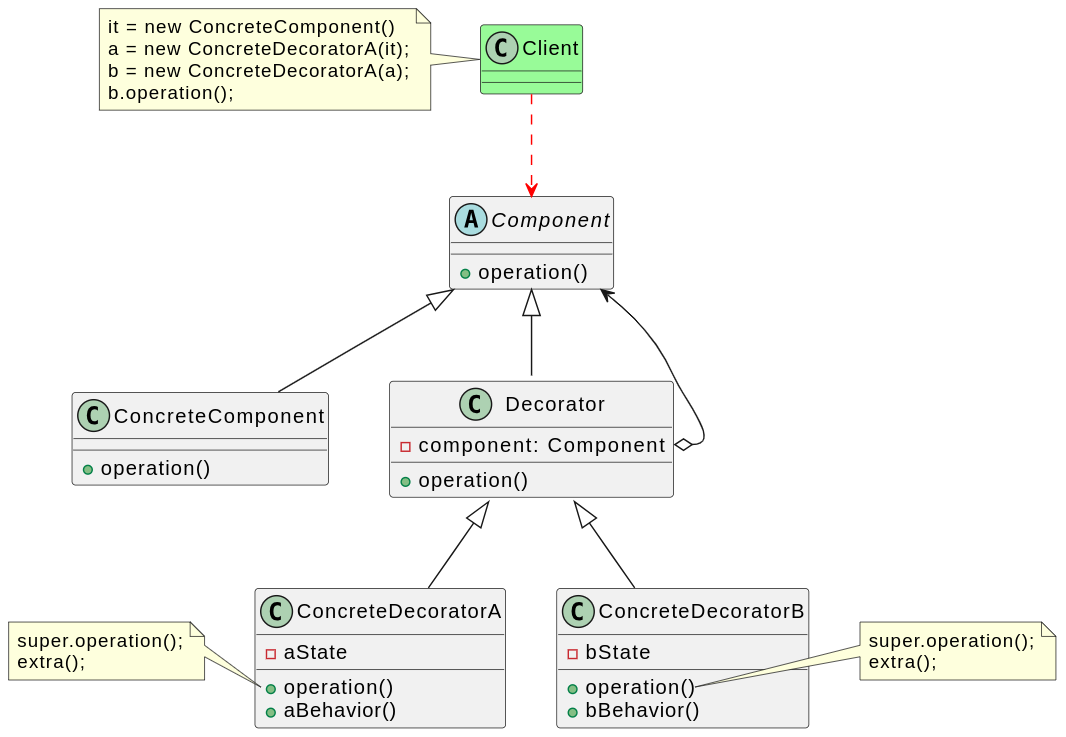 it = new ConcreteComponent()
a = new ConcreteDecoratorA(it);
b = new ConcreteDecoratorA(a);
b.operation();
C Client
A Component
operation()
C ConcreteComponent
operation()
C Decorator
component: Component
operation()
C ConcreteDecoratorA
aState
operation()
aBehavior()
super.operation();
extra();
C ConcreteDecoratorB
bState
operation()
bBehavior()
super.operation();
extra();